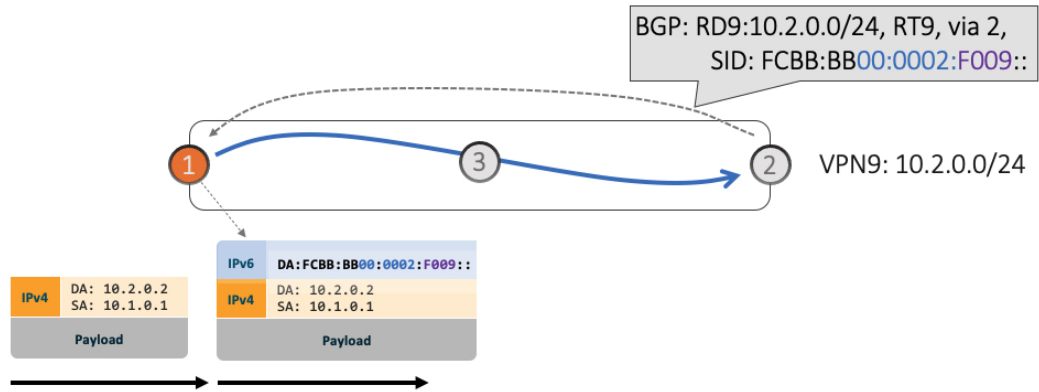 BGP: RD9:10.2.0.0/24, RT9, via 2,
SID: FCBB:BB00:0002:F009::
1
3
2
VPN9: 10.2.0.0/24
IPv6 DA:FCBB:BB00:0002:F009::
IPv4 DA: 10.2.0.2
SA: 10.1.0.1
Payload
IPv4 DA: 10.2.0.2
SA: 10.1.0.1
Payload